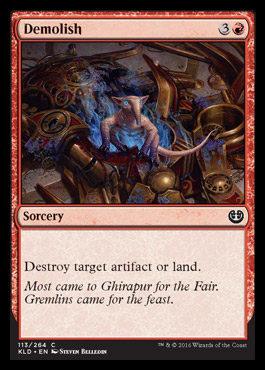 Demolish 3
Sorcery
Destroy target artifact or land.
Most came to Ghirapur for the Fair.
Gremlins came for the feast.
113/264 C
KLD • EN Steven Belledin
™ & © 2016 Wizards of the Coast